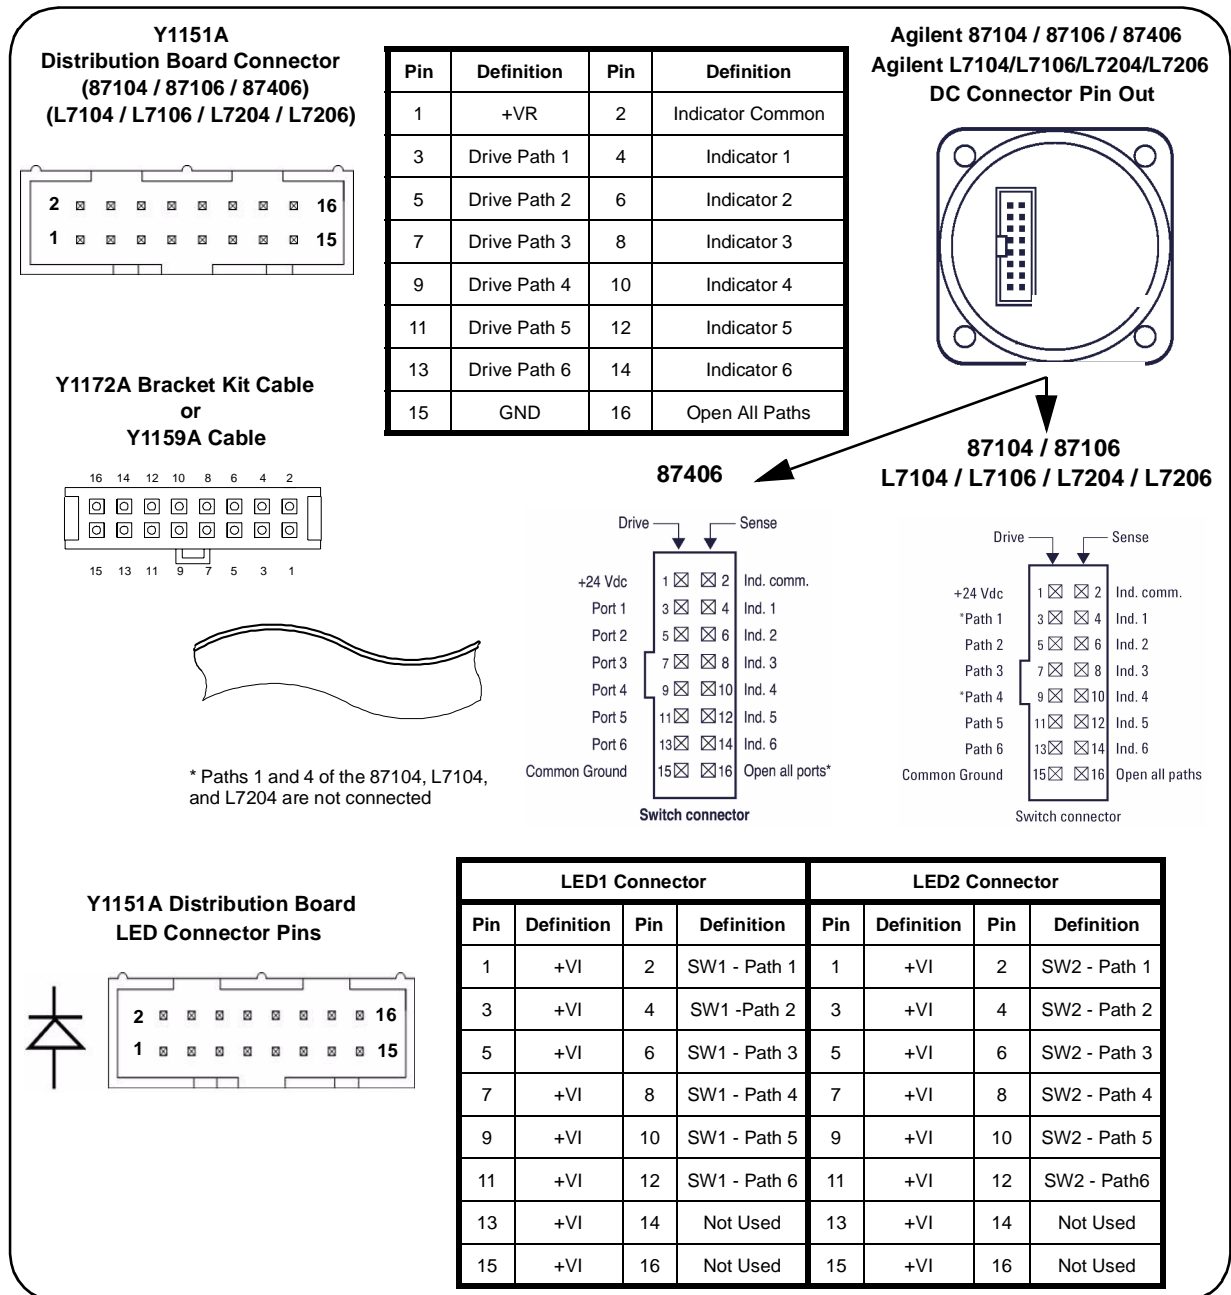 Y1151A
Distribution Board Connector
(87104 / 87106 / 87406)
(L7104 / L7106 / L7204 / L7206)
2 16
1 15
Pin Definition Pin Definition
1 +VR 2 Indicator Common
3 Drive Path 1 4 Indicator 1
5 Drive Path 2 6 Indicator 2
7 Drive Path 3 8 Indicator 3
9 Drive Path 4 10 Indicator 4
11 Drive Path 5 12 Indicator 5
13 Drive Path 6 14 Indicator 6
15 GND 16 Open All Paths
Agilent 87104 / 87106 / 87406
Agilent L7104/L7106/L7204/L7206
DC Connector Pin Out
Y1172A Bracket Kit Cable
or
Y1159A Cable
16 14 12 10 8 6 4 2
15 13 11 9 7 5 3 1
* Paths 1 and 4 of the 87104, L7104,
and L7204 are not connected
87406
Drive Sense
+24 Vdc 1 2 Ind. comm.
Port 1 3 4 Ind. 1
Port 2 5 6 Ind. 2
Port 3 7 8 Ind. 3
Port 4 9 10 Ind. 4
Port 5 11 12 Ind. 5
Port 6 13 14 Ind. 6
Common Ground 15 16 Open all ports*
Switch connector
87104 / 87106
L7104 / L7106 / L7204 / L7206
Drive Sense
+24 Vdc 1 2 Ind. comm.
*Path 1 3 4 Ind. 1
Path 2 5 6 Ind. 2
Path 3 7 8 Ind. 3
*Path 4 9 10 Ind. 4
Path 5 11 12 Ind. 5
Path 6 13 14 Ind. 6
Common Ground 15 16 Open all paths
Switch connector
Y1151A Distribution Board
LED Connector Pins
2 16
1 15
LED1 Connector LED2 Connector
Pin Definition Pin Definition Pin Definition Pin Definition
1 +VI 2 SW1 - Path 1 1 +VI 2 SW2 - Path 1
3 +VI 4 SW1 -Path 2 3 +VI 4 SW2 - Path 2
5 +VI 6 SW1 - Path 3 5 +VI 6 SW2 - Path 3
7 +VI 8 SW1 - Path 4 7 +VI 8 SW2 - Path 4
9 +VI 10 SW1 - Path 5 9 +VI 10 SW2 - Path 5
11 +VI 12 SW1 - Path 6 11 +VI 12 SW2 - Path6
13 +VI 14 Not Used 13 +VI 14 Not Used
15 +VI 16 Not Used 15 +VI 16 Not Used